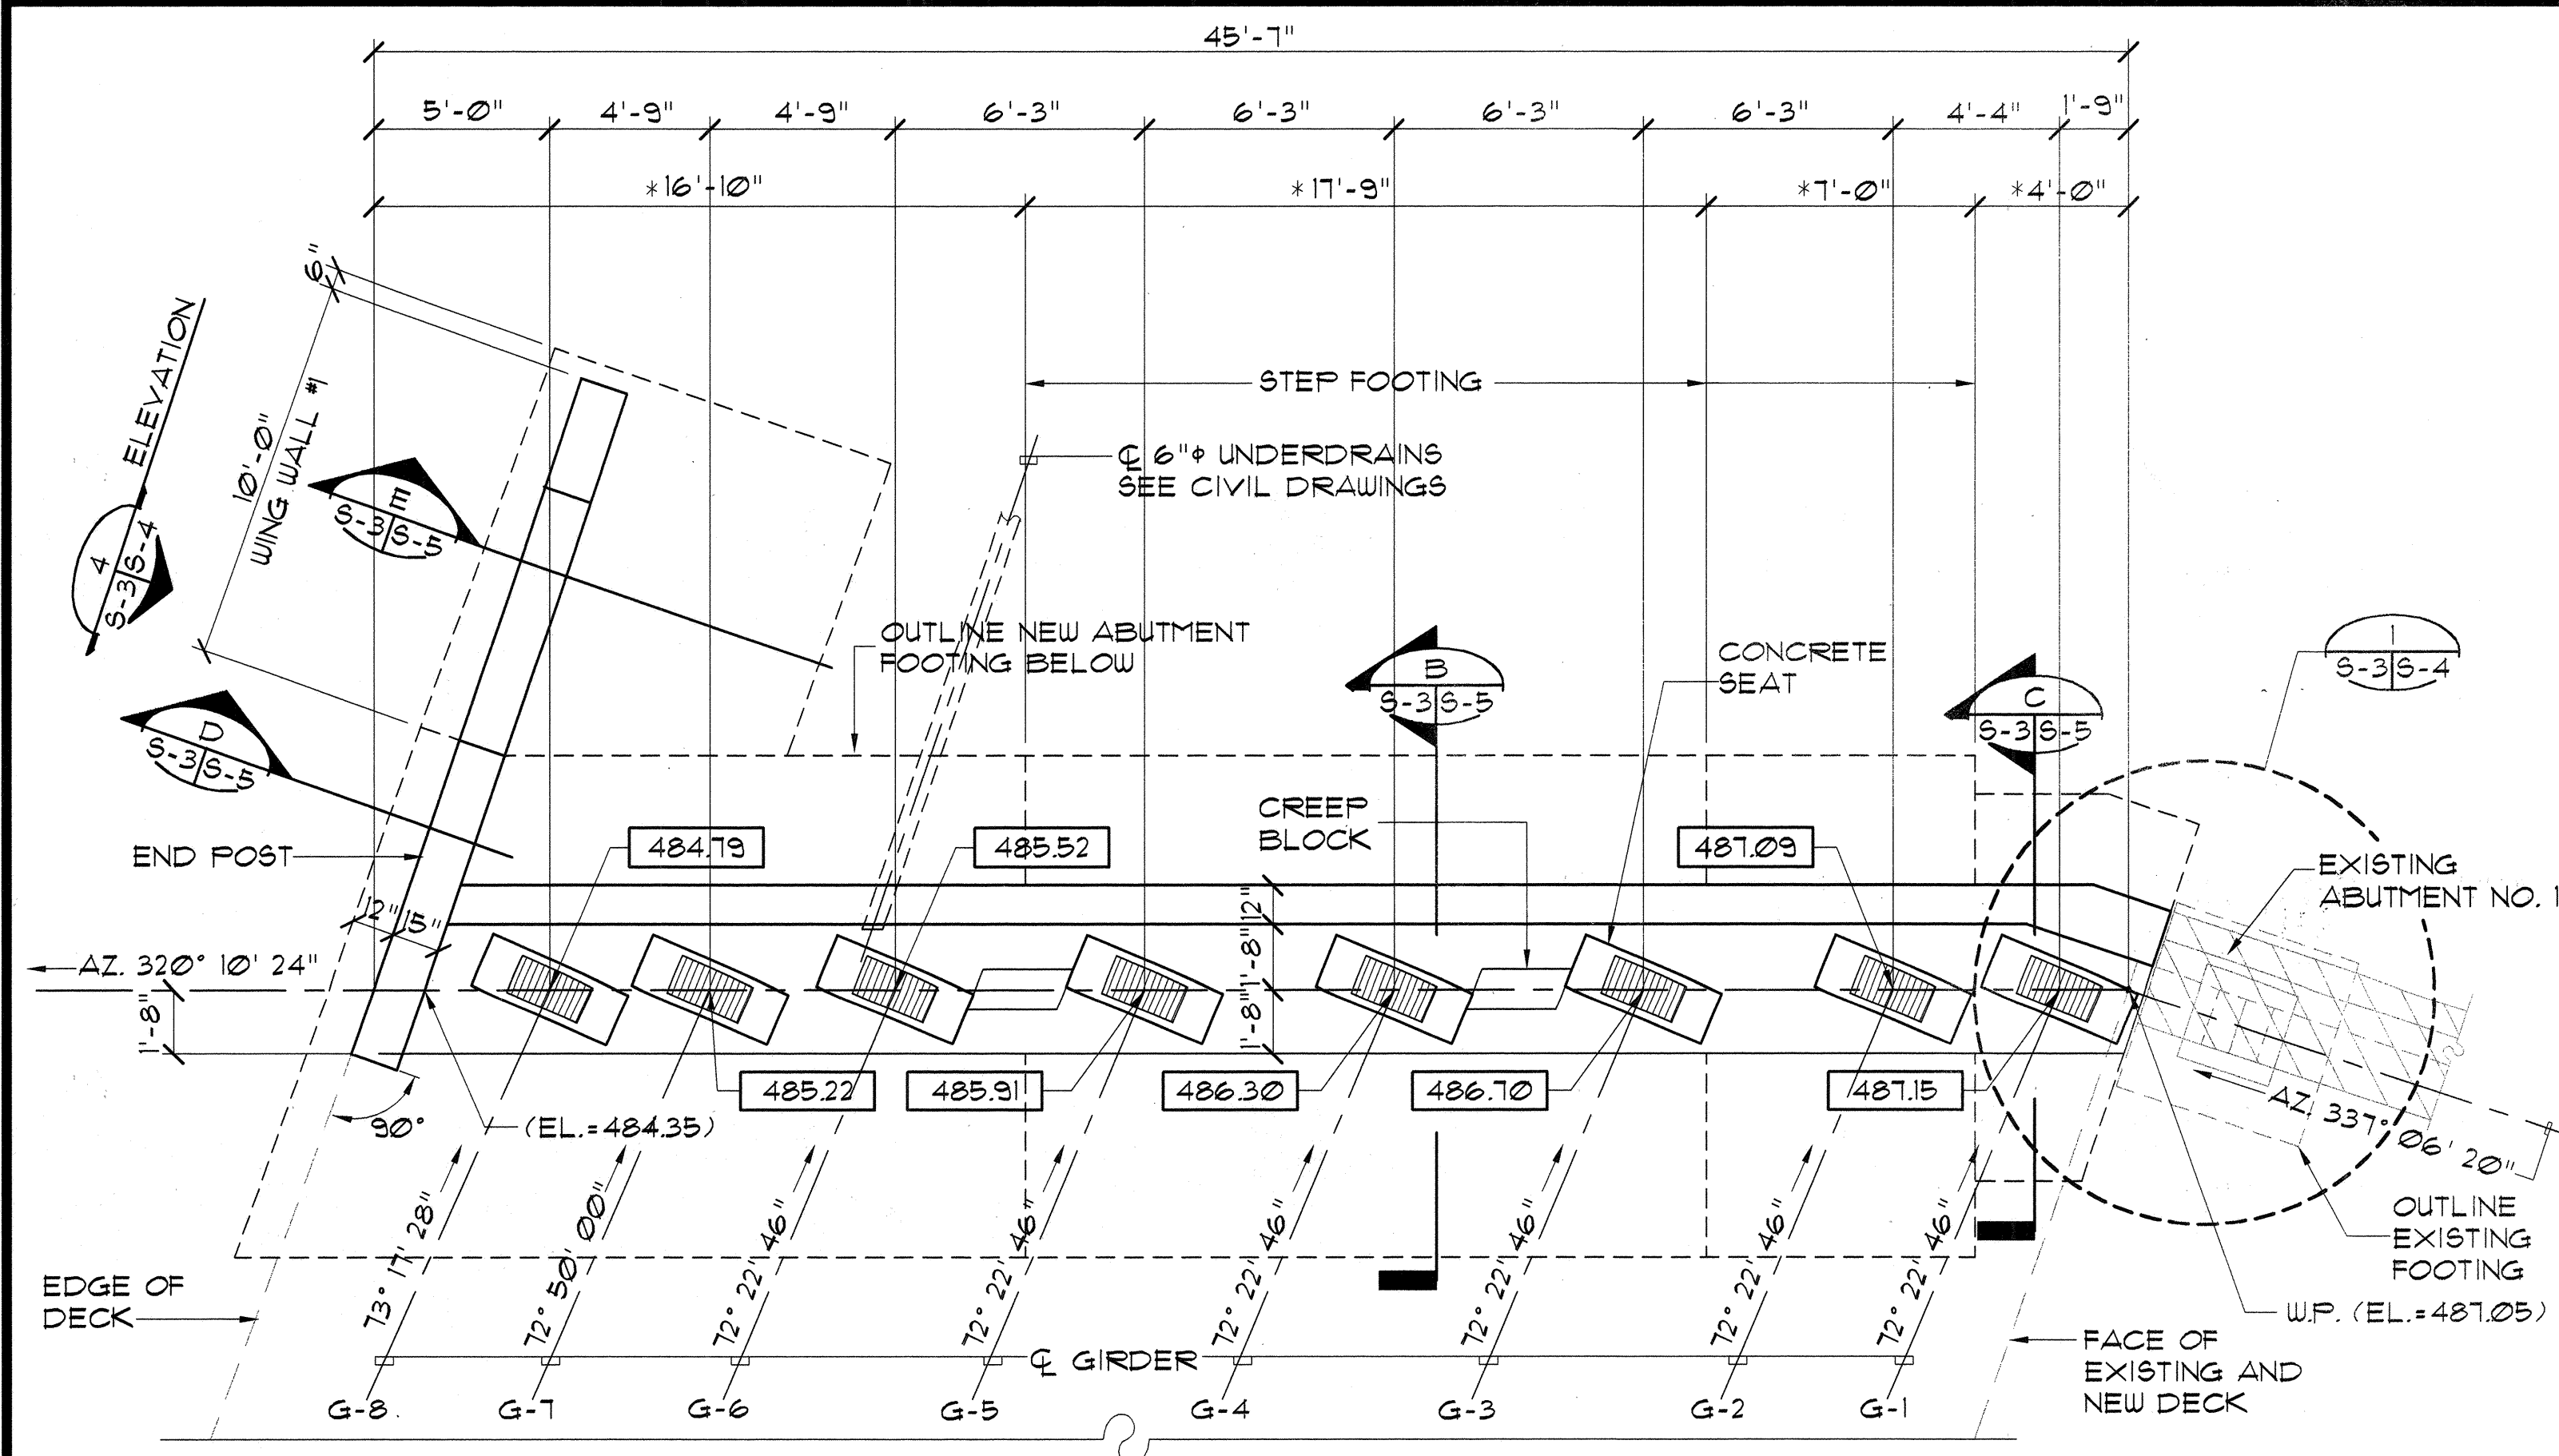 45'-7"
5'-0" 4'-9" 4'-9" 6'-3" 6'-3" 6'-3" 6'-3" 4'-4" 1'-9"
*16'-10" *17'-9" *7'-0" *4'-0"
6"
10'-0"
WING WALL #1
ELEVATION
4
S-3 S-4
STEP FOOTING
℄ 6"ϕ UNDERDRAINS
SEE CIVIL DRAWINGS
E
S-3 S-5
D
S-3 S-5
OUTLINE NEW ABUTMENT
FOOTING BELOW
B
S-3 S-5
CONCRETE
SEAT
C
S-3 S-5
1
S-3 S-4
END POST
484.79
485.52
CREEP
BLOCK
487.09
EXISTING
ABUTMENT NO. 1
12" 15"
12"
1'-8"
1'-8"
AZ. 320° 10' 24"
1'-8"
485.22
485.91
486.30
486.70
487.15
AZ. 337° 06' 20"
90°
(EL.=484.35)
OUTLINE
EXISTING
FOOTING
W.P. (EL.=487.05)
73° 17' 28"
72° 50' 00"
72° 22' 46"
72° 22' 46"
72° 22' 46"
72° 22' 46"
72° 22' 46"
72° 22' 46"
EDGE OF
DECK
℄ GIRDER
FACE OF
EXISTING AND
NEW DECK
G-8 G-7 G-6 G-5 G-4 G-3 G-2 G-1